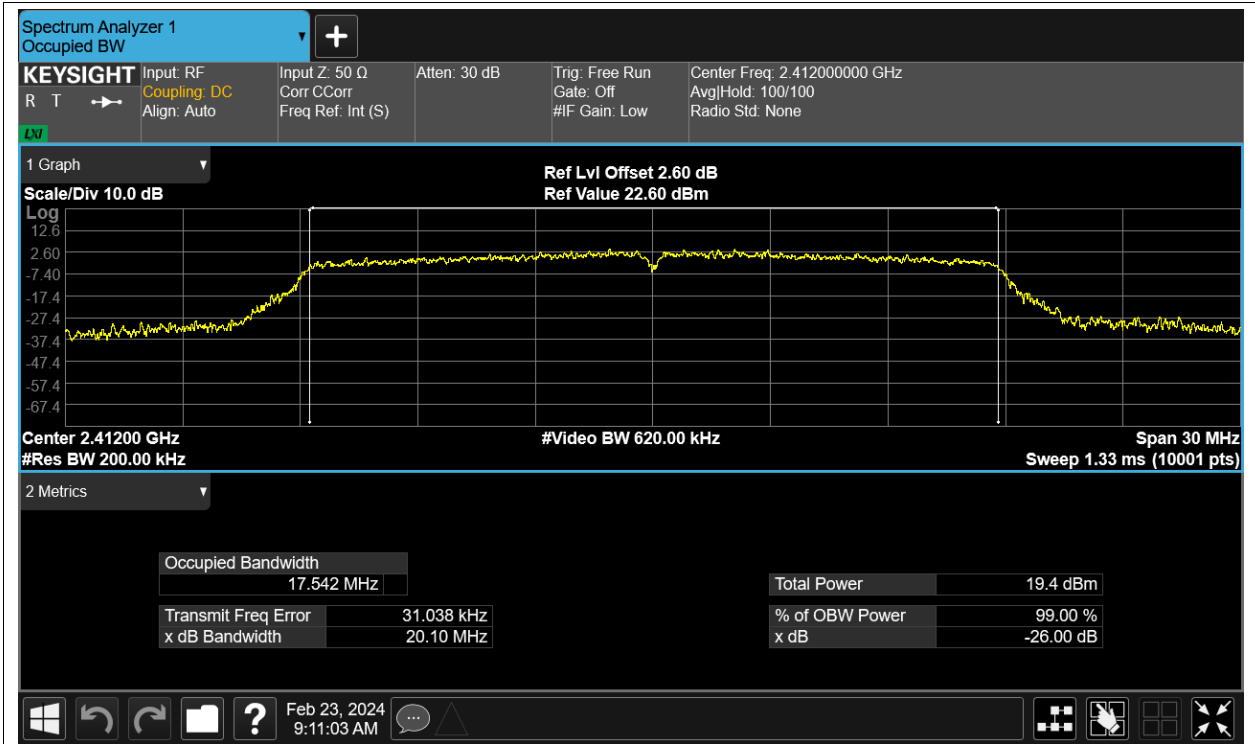 Spectrum Analyzer 1
Occupied BW
KEYSIGHT
R T
LXI
Input: RF
Coupling: DC
Align: Auto
Input Z: 50 Ω
Corr CCorr
Freq Ref: Int (S)
Atten: 30 dB
Trig: Free Run
Gate: Off
#IF Gain: Low
Center Freq: 2.412000000 GHz
Avg|Hold: 100/100
Radio Std: None
1 Graph
Scale/Div 10.0 dB
Ref Lvl Offset 2.60 dB
Ref Value 22.60 dBm
Log
12.6
2.60
-7.40
-17.4
-27.4
-37.4
-47.4
-57.4
-67.4
Center 2.41200 GHz
#Res BW 200.00 kHz
#Video BW 620.00 kHz
Span 30 MHz
Sweep 1.33 ms (10001 pts)
2 Metrics
Occupied Bandwidth
17.542 MHz
Transmit Freq Error 31.038 kHz
x dB Bandwidth 20.10 MHz
Total Power 19.4 dBm
% of OBW Power 99.00 %
x dB -26.00 dB
?
Feb 23, 2024
9:11:03 AM